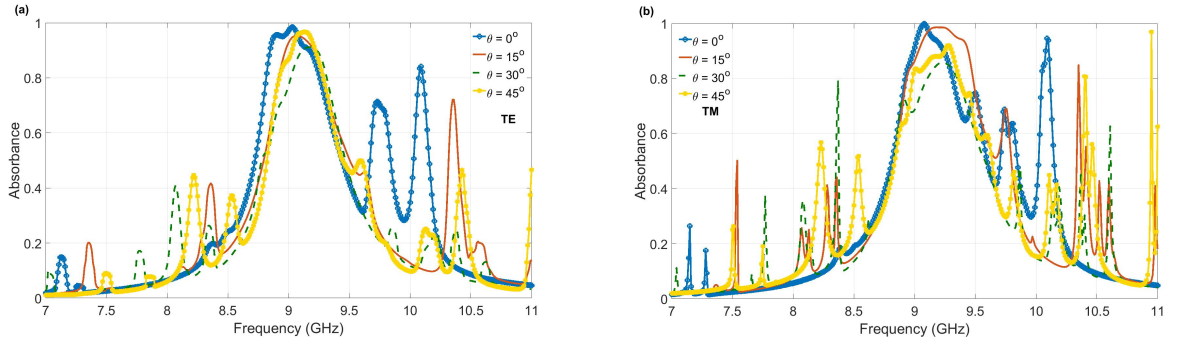 (a)
1
0.8
0.6
0.4
0.2
0
Absorbance
θ = 0°
θ = 15°
θ = 30°
θ = 45°
TE
7 7.5 8 8.5 9 9.5 10 10.5 11
Frequency (GHz)
(b)
1
0.8
0.6
0.4
0.2
0
Absorbance
θ = 0°
θ = 15°
θ = 30°
θ = 45°
TM
7 7.5 8 8.5 9 9.5 10 10.5 11
Frequency (GHz)